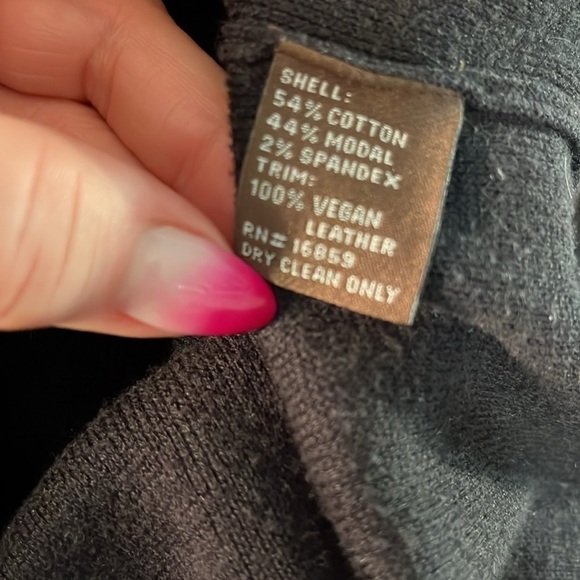 SHELL:
54% COTTON
44% MODAL
2% SPANDEX
TRIM:
100% VEGAN
LEATHER
RN# 16859
DRY CLEAN ONLY